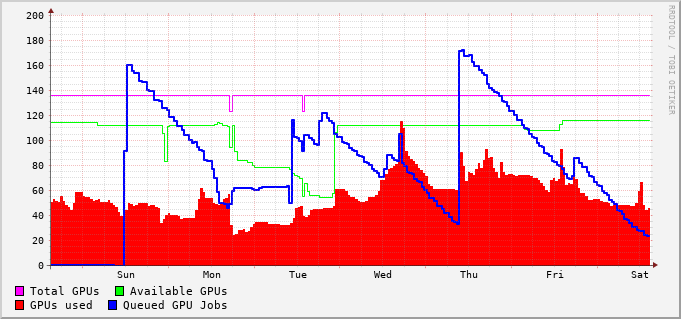 200
180
160
140
120
100
80
60
40
20
0
Sun Mon Tue Wed Thu Fri Sat
Total GPUs Available GPUs
GPUs used Queued GPU Jobs
RRDTOOL / TOBI OETIKER